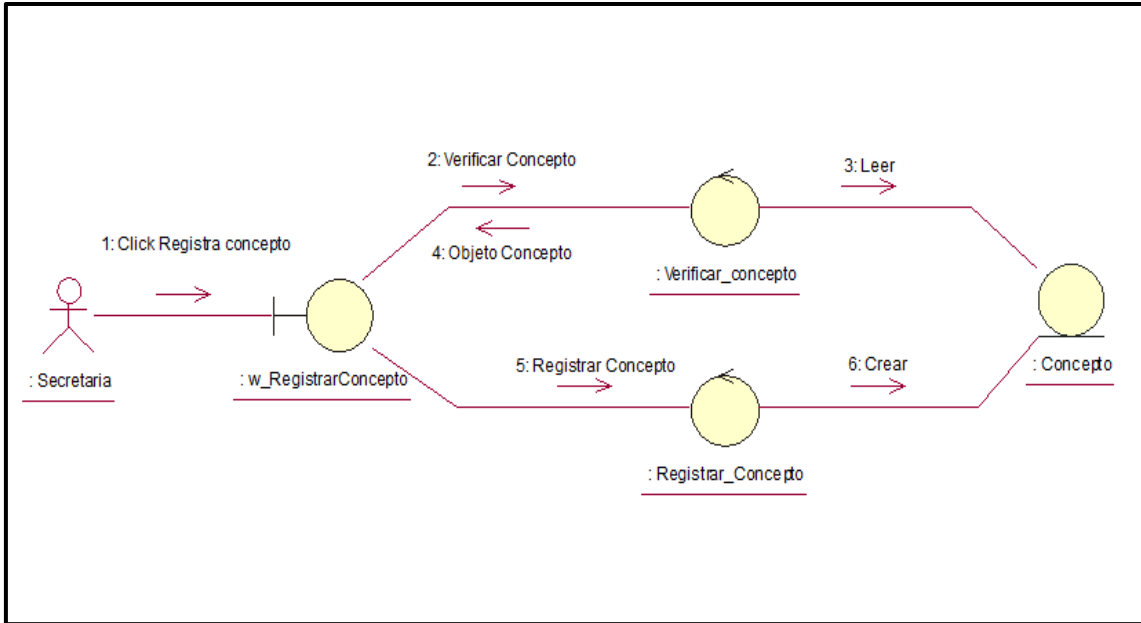 2: Verificar Concepto
3: Leer
1: Click Registra concepto
4: Objeto Concepto
: Verificar_concepto
: Secretaria
: w_RegistrarConcepto
5: Registrar Concepto
6: Crear
: Concepto
: Registrar_Concepto